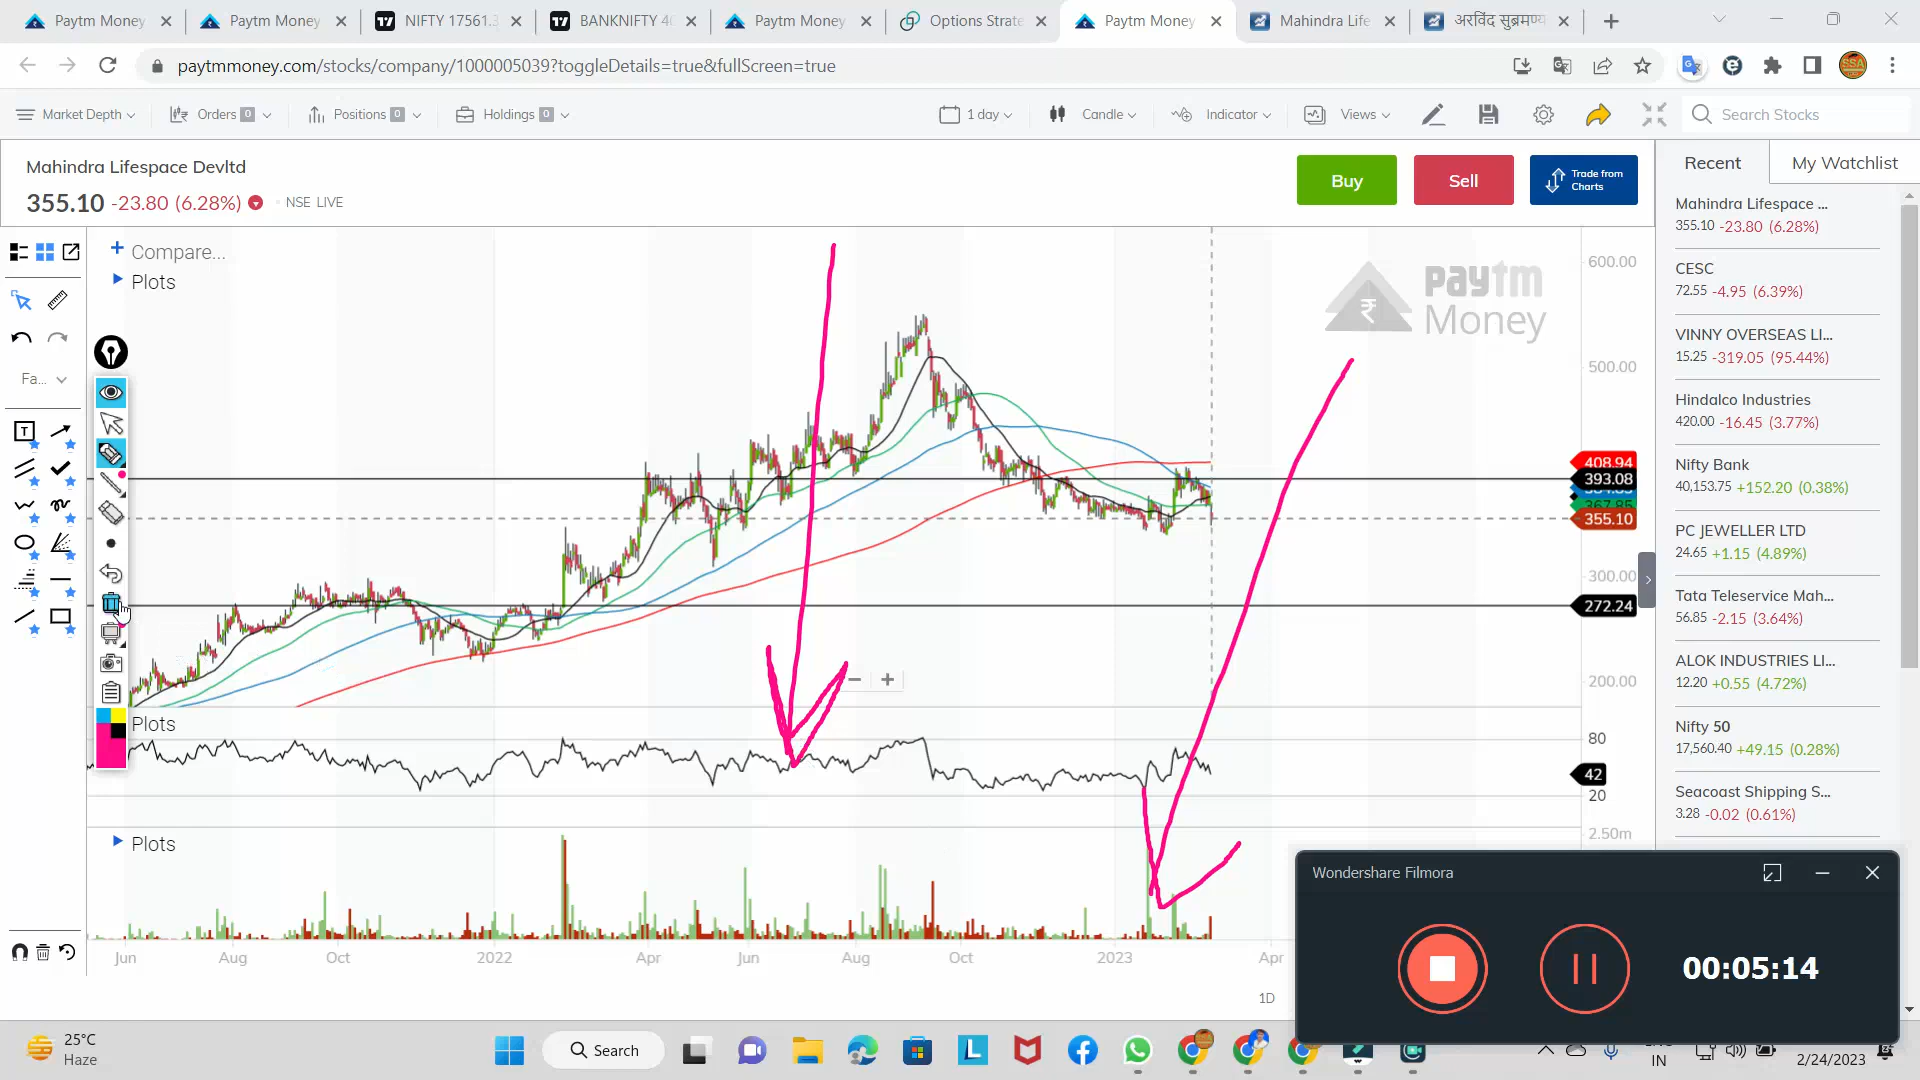 Paytm Money
Paytm Money
NIFTY 17561.3
BANKNIFTY 40
Paytm Money
Options Strate
Paytm Money
Mahindra Life
अरविंद सुब्रमण्य
paytmmoney.com/stocks/company/1000005039?toggleDetails=true&fullScreen=true
Market Depth
Orders 0
Positions 0
Holdings 0
1 day
Candle
Indicator
Views
Search Stocks
Mahindra Lifespace Devltd
355.10 -23.80 (6.28%)
NSE LIVE
Buy
Sell
Trade from
Charts
Recent
My Watchlist
Mahindra Lifespace ...
355.10 -23.80 (6.28%)
CESC
72.55 -4.95 (6.39%)
VINNY OVERSEAS LI...
15.25 -319.05 (95.44%)
Hindalco Industries
420.00 -16.45 (3.77%)
Nifty Bank
40,153.75 +152.20 (0.38%)
PC JEWELLER LTD
24.65 +1.15 (4.89%)
Tata Teleservice Mah...
56.85 -2.15 (3.64%)
ALOK INDUSTRIES LI...
12.20 +0.55 (4.72%)
Nifty 50
17,560.40 +49.15 (0.28%)
Seacoast Shipping S...
3.28 -0.02 (0.61%)
Compare...
Plots
Fa...
T
paytm
Money
600.00
500.00
408.94
393.08
355.10
300.00
272.24
200.00
Plots
80
42
20
Plots
2.50m
Jun
Aug
Oct
2022
Apr
Jun
Aug
Oct
2023
Apr
1D
Wondershare Filmora
00:05:14
25°C
Haze
Search
IN
2/24/2023